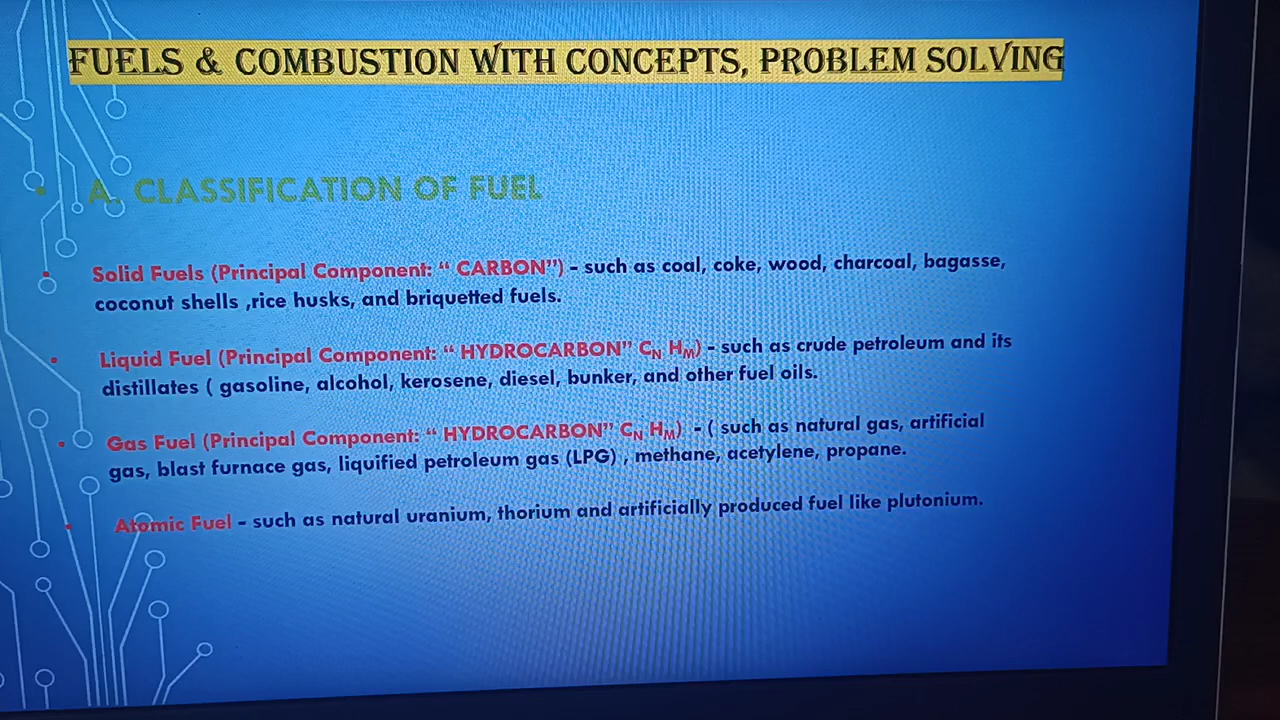 FUELS & COMBUSTION WITH CONCEPTS, PROBLEM SOLVING
A. CLASSIFICATION OF FUEL
Solid Fuels (Principal Component: “ CARBON”) - such as coal, coke, wood, charcoal, bagasse,
coconut shells ,rice husks, and briquetted fuels.
Liquid Fuel (Principal Component: “ HYDROCARBON” CN HM) - such as crude petroleum and its
distillates ( gasoline, alcohol, kerosene, diesel, bunker, and other fuel oils.
Gas Fuel (Principal Component: “ HYDROCARBON” CN HM) - ( such as natural gas, artificial
gas, blast furnace gas, liquified petroleum gas (LPG) , methane, acetylene, propane.
Atomic Fuel - such as natural uranium, thorium and artificially produced fuel like plutonium.